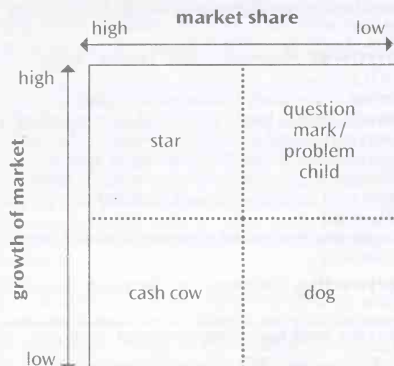 market share
high low
high
growth of market
star
question
mark/
problem
child
cash cow
dog
low